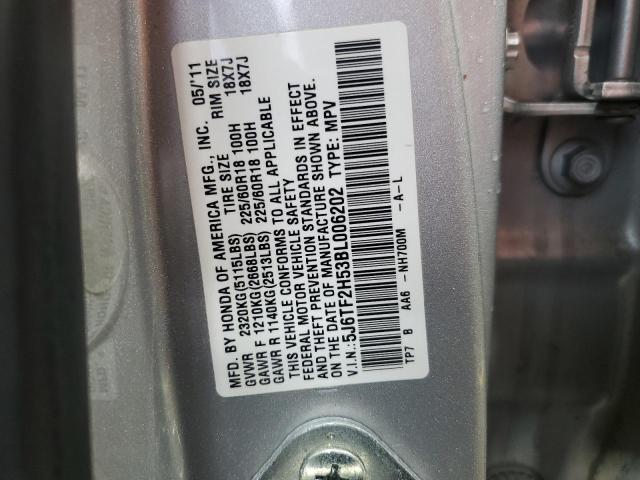 MFD. BY HONDA OF AMERICA MFG., INC. 05/'11
GVWR 2320KG(5115LBS) TIRE SIZE RIM SIZE
GAWR F 1210KG(2668LBS) 225/60R18 100H 18X7J
GAWR R 1140KG(2513LBS) 225/60R18 100H 18X7J
THIS VEHICLE CONFORMS TO ALL APPLICABLE
FEDERAL MOTOR VEHICLE SAFETY
AND THEFT PREVENTION STANDARDS IN EFFECT
ON THE DATE OF MANUFACTURE SHOWN ABOVE.
V.I.N.: 5J6TF2H53BL006202 TYPE: MPV
TP7 B AA6 -NH700M -A-L